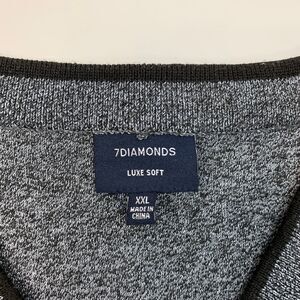 7DIAMONDS
LUXE SOFT
XXL
MADE IN
CHINA